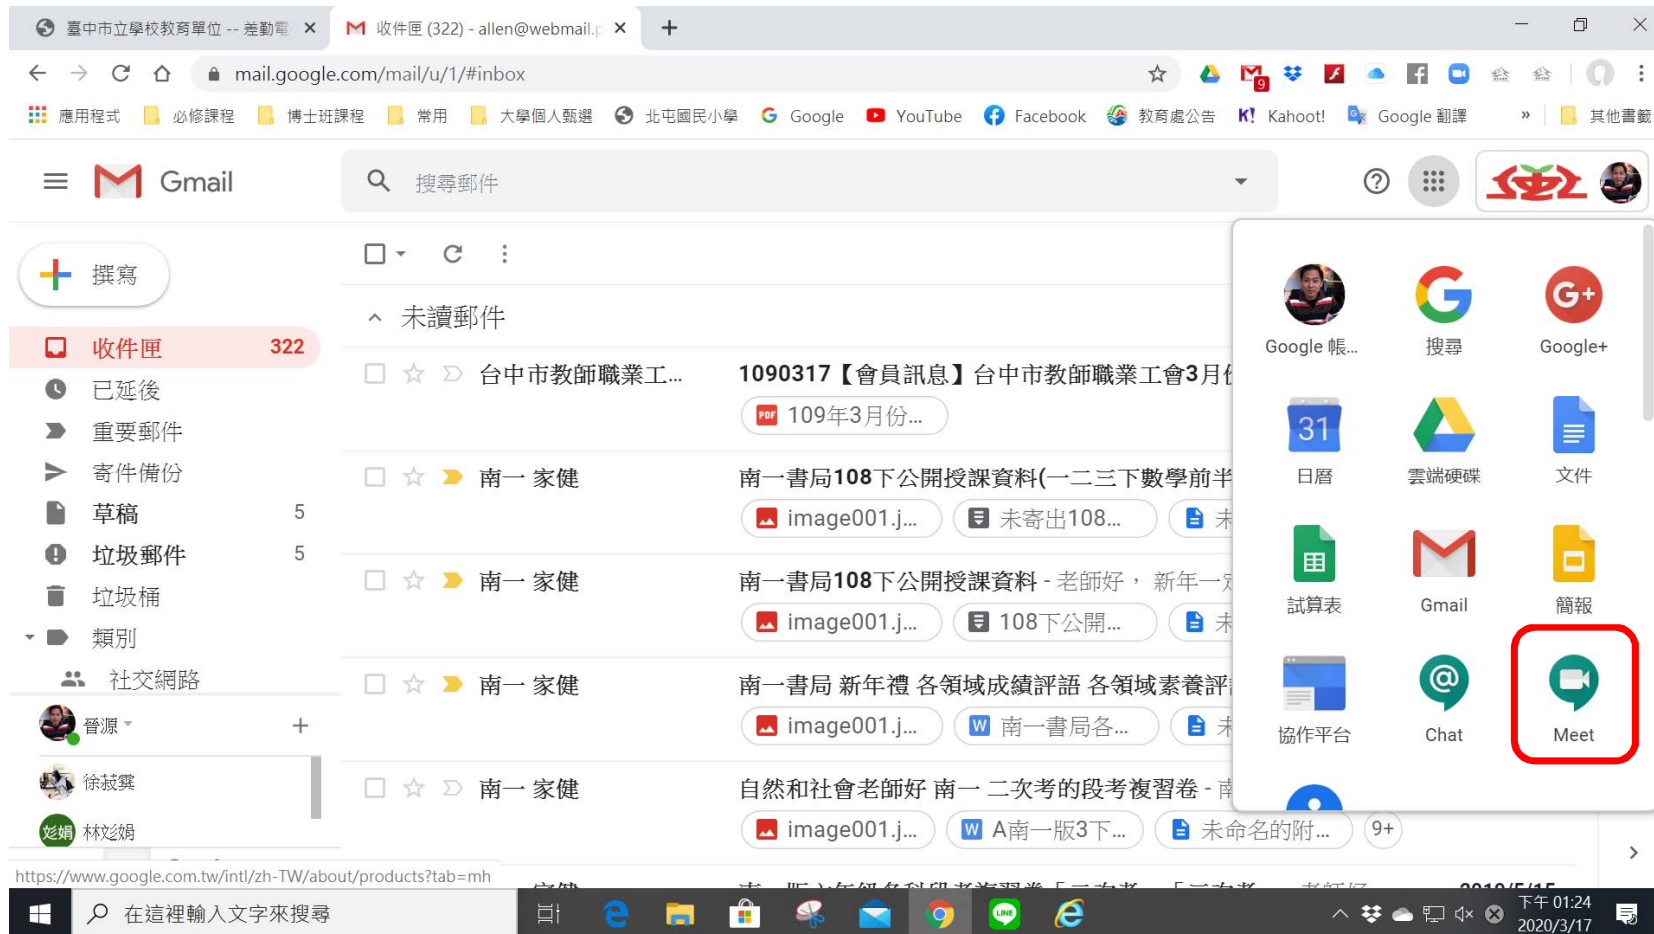 臺中市立學校教育單位 -- 差勤電
收件匣 (322) - allen@webmail.p
mail.google.com/mail/u/1/#inbox
9
應用程式 必修課程 博士班課程 常用 大學個人甄選 北屯國民小學 Google YouTube Facebook 教育處公告 K! Kahoot! Google 翻譯 » 其他書籤
Gmail
搜尋郵件
撰寫
收件匣 322
已延後
重要郵件
寄件備份
草稿 5
垃圾郵件 5
垃圾桶
類別
社交網路
晉源
林彣娟
https://www.google.com.tw/intl/zh-TW/about/products?tab=mh
未讀郵件
台中市教師職業工... 1090317【會員訊息】台中市教師職業工會3月份
PDF 109年3月份...
南一 家健 南一書局108下公開授課資料(一二三下數學前半
image001.j... 未寄出108... 未
南一 家健 南一書局108下公開授課資料 - 老師好， 新年一定
image001.j... 108下公開... 未
南一 家健 南一書局 新年禮 各領域成績評語 各領域素養評
image001.j... W 南一書局各... 未
南一 家健 自然和社會老師好 南一 二次考的段考複習卷 - 南
image001.j... W A南一版3下... 未命名的附... 9+
Google 帳... 搜尋 Google+
31
日曆 雲端硬碟 文件
試算表 Gmail 簡報
協作平台 Chat Meet
在這裡輸入文字來搜尋
LINE
下午 01:24
2020/3/17